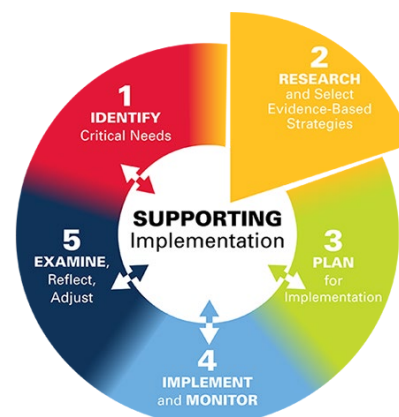 1
IDENTIFY
Critical Needs
2
RESEARCH
and Select
Evidence-Based
Strategies
3
PLAN
for
Implementation
4
IMPLEMENT
and MONITOR
5
EXAMINE,
Reflect,
Adjust
SUPPORTING
Implementation